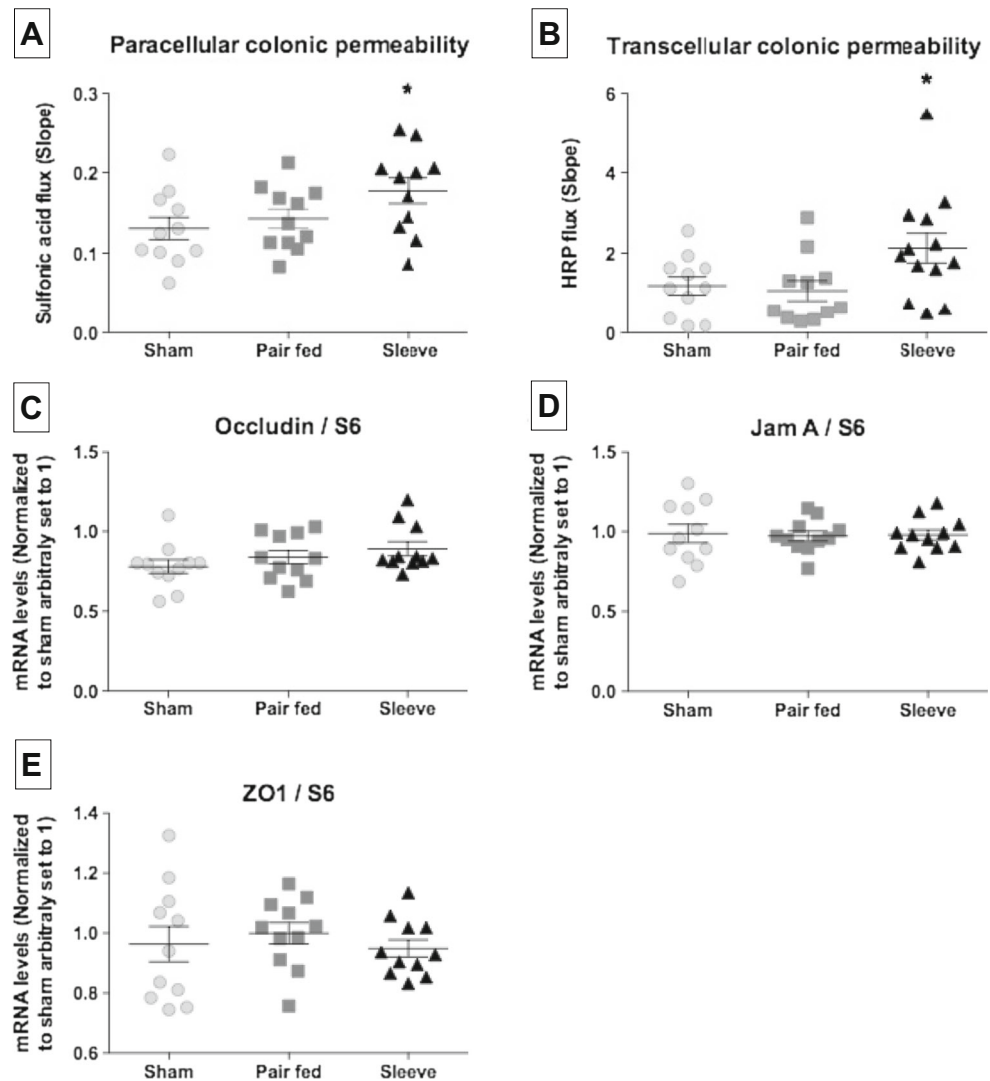 A
Paracellular colonic permeability
Sulfonic acid flux (Slope)
0.3
*
0.2
0.1
0.0
Sham Pair fed Sleeve
B
Transcellular colonic permeability
HRP flux (Slope)
6
*
4
2
0
Sham Pair fed Sleeve
C
Occludin / S6
mRNA levels (Normalized
to sham arbitraly set to 1)
1.5
1.0
0.5
0.0
Sham Pair fed Sleeve
D
Jam A / S6
mRNA levels (Normalized
to sham arbitraly set to 1)
1.5
1.0
0.5
0.0
Sham Pair fed Sleeve
E
ZO1 / S6
mRNA levels (Normalized
to sham arbitraly set to 1)
1.4
1.2
1.0
0.8
0.6
Sham Pair fed Sleeve